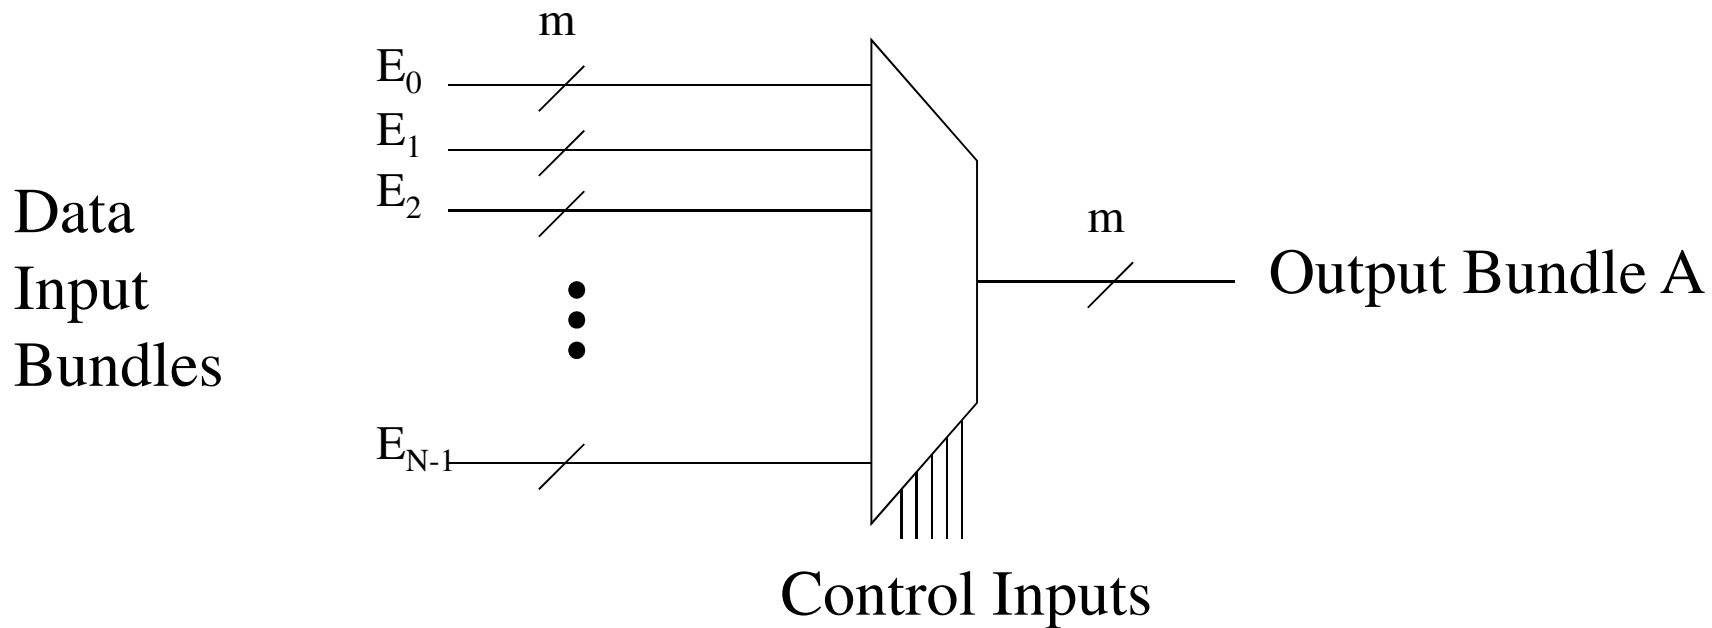 m
E0
E1
E2
Data
Input
Bundles
m
Output Bundle A
EN-1
Control Inputs